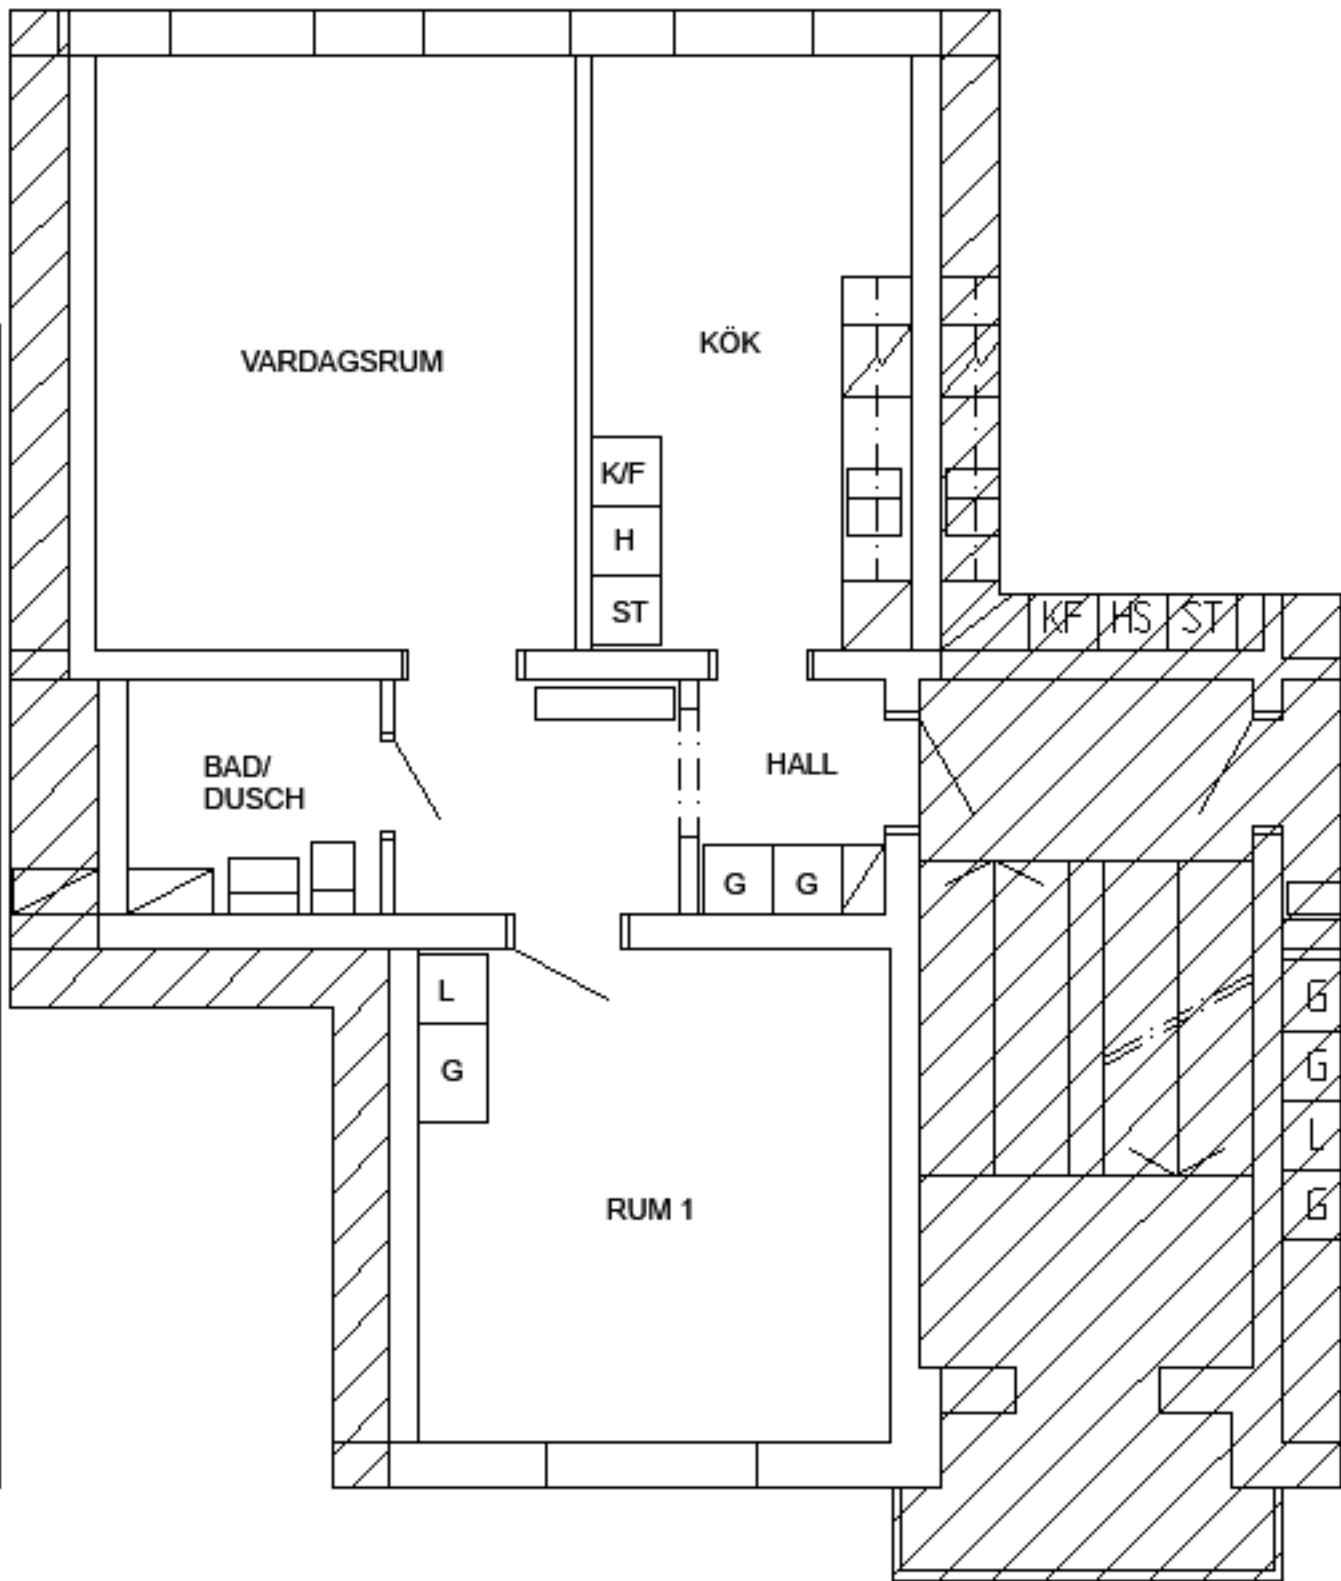 VARDAGSRUM
KÖK
K/F
H
ST
KF HS ST
BAD/
DUSCH
HALL
G G
L
G
RUM 1
G
G
L
G